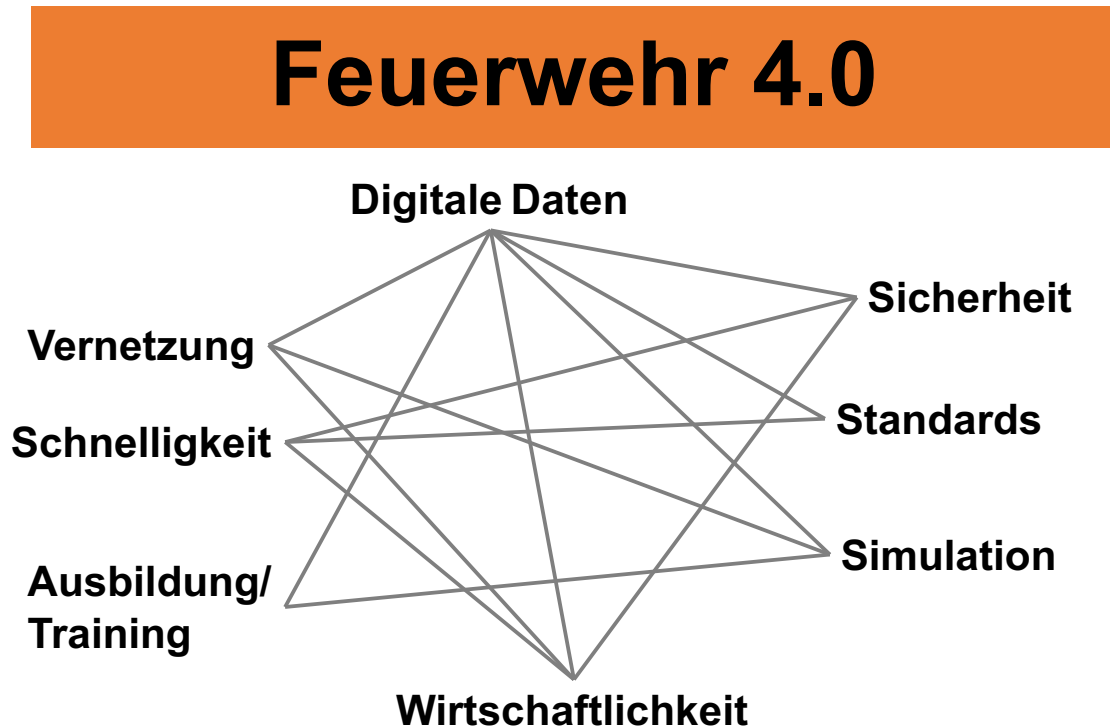 Feuerwehr 4.0
Digitale Daten
Sicherheit
Vernetzung
Standards
Schnelligkeit
Simulation
Ausbildung/
Training
Wirtschaftlichkeit